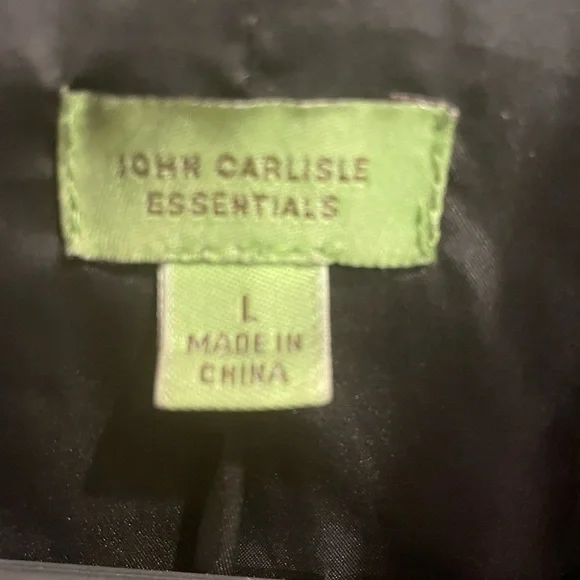 JOHN CARLISLE
ESSENTIALS
L
MADE IN
CHINA